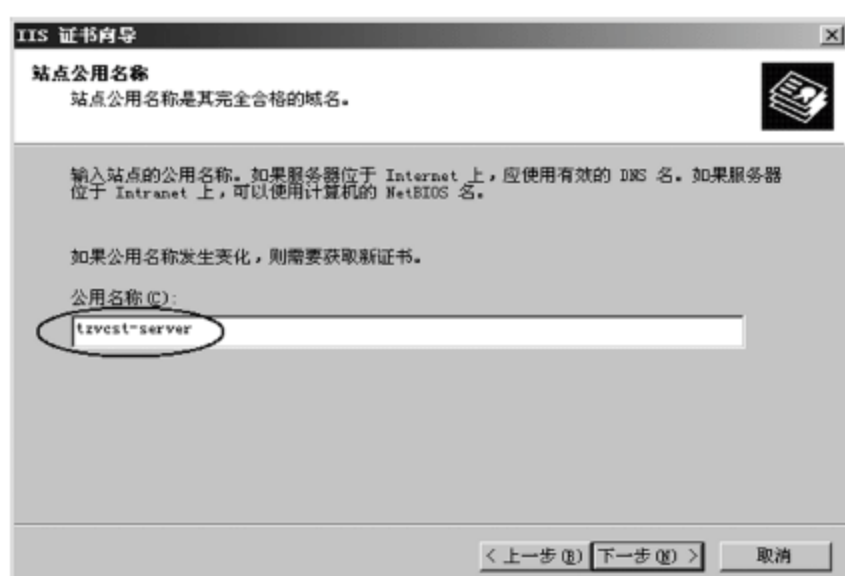 IIS 证书向导
站点公用名称
站点公用名称是其完全合格的域名。
输入站点的公用名称。如果服务器位于 Internet 上，应使用有效的 DNS 名。如果服务器
位于 Intranet 上，可以使用计算机的 NetBIOS 名。
如果公用名称发生变化，则需要获取新证书。
公用名称(C):
tzvcst-server
< 上一步(B) 下一步(N) > 取消